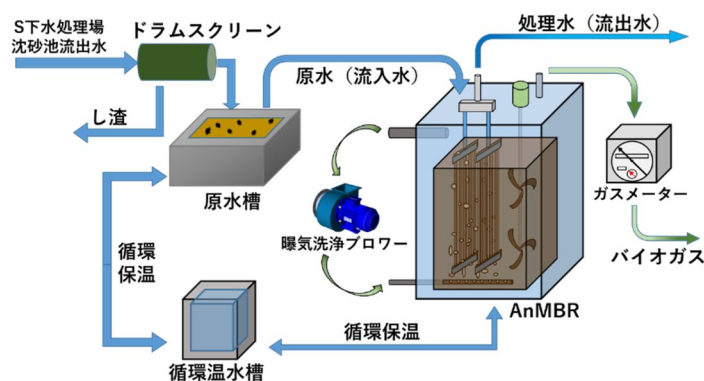 S下水処理場
沈砂池流出水
ドラムスクリーン
処理水（流出水）
原水（流入水）
し渣
原水槽
ガスメーター
曝気洗浄ブロワー
バイオガス
循環
保温
AnMBR
循環保温
循環温水槽